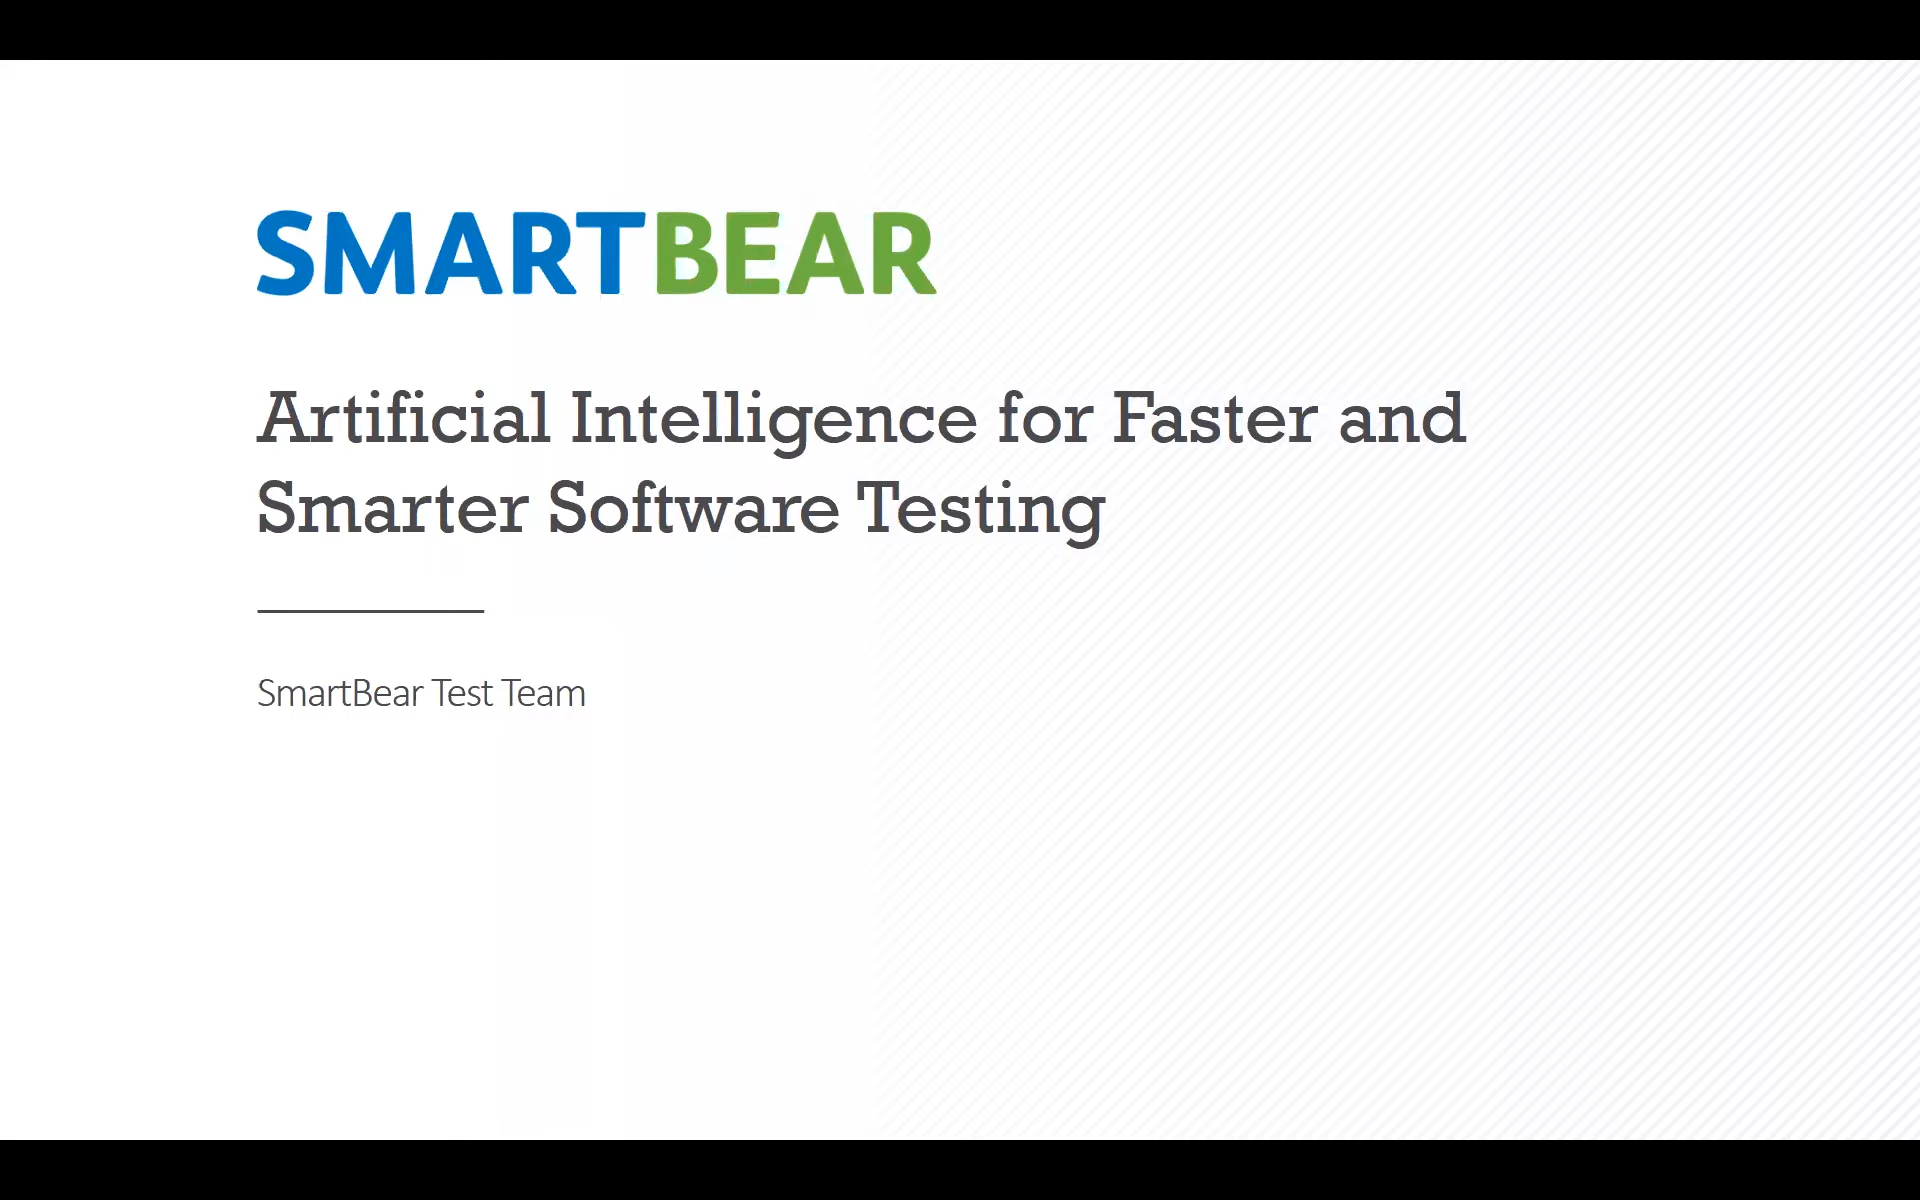 SMARTBEAR
Artificial Intelligence for Faster and
Smarter Software Testing
SmartBear Test Team